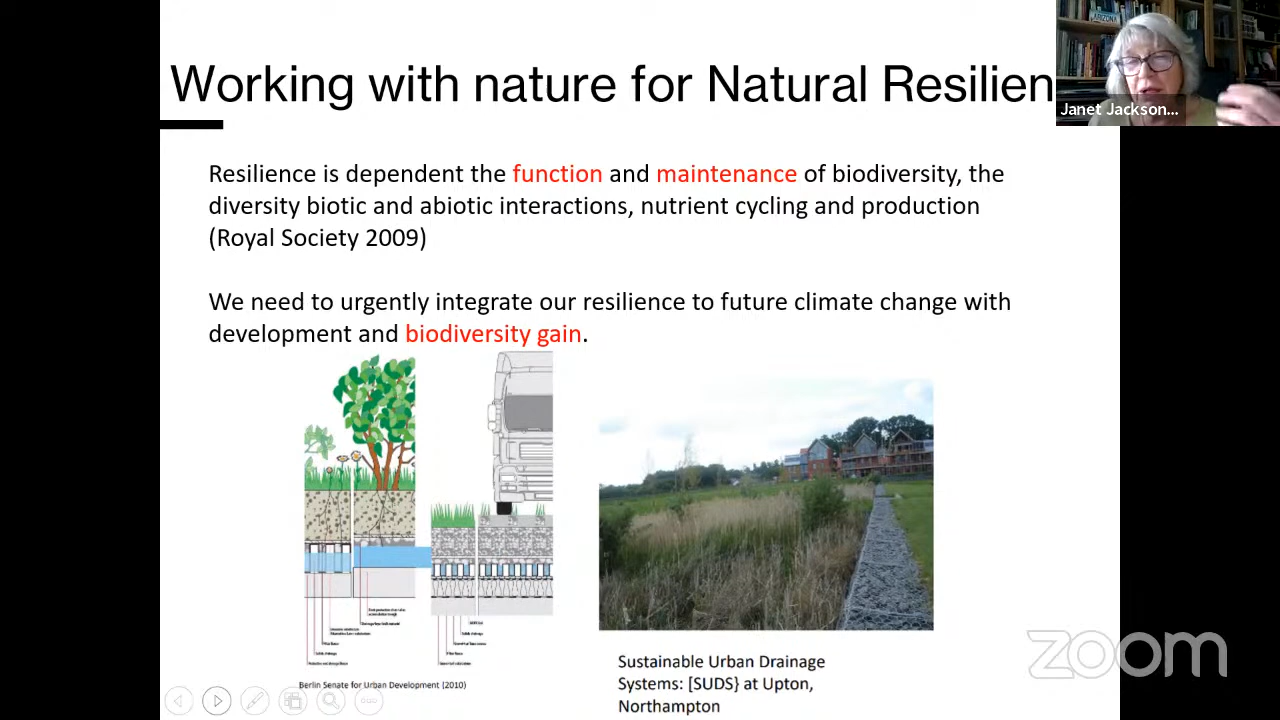 Working with nature for Natural Resilien
ARIZONA
Janet Jackson...
Resilience is dependent the function and maintenance of biodiversity, the
diversity biotic and abiotic interactions, nutrient cycling and production
(Royal Society 2009)
We need to urgently integrate our resilience to future climate change with
development and biodiversity gain.
Berlin Senate for Urban Development (2010)
Sustainable Urban Drainage
Systems: [SUDS} at Upton,
Northampton
zoom